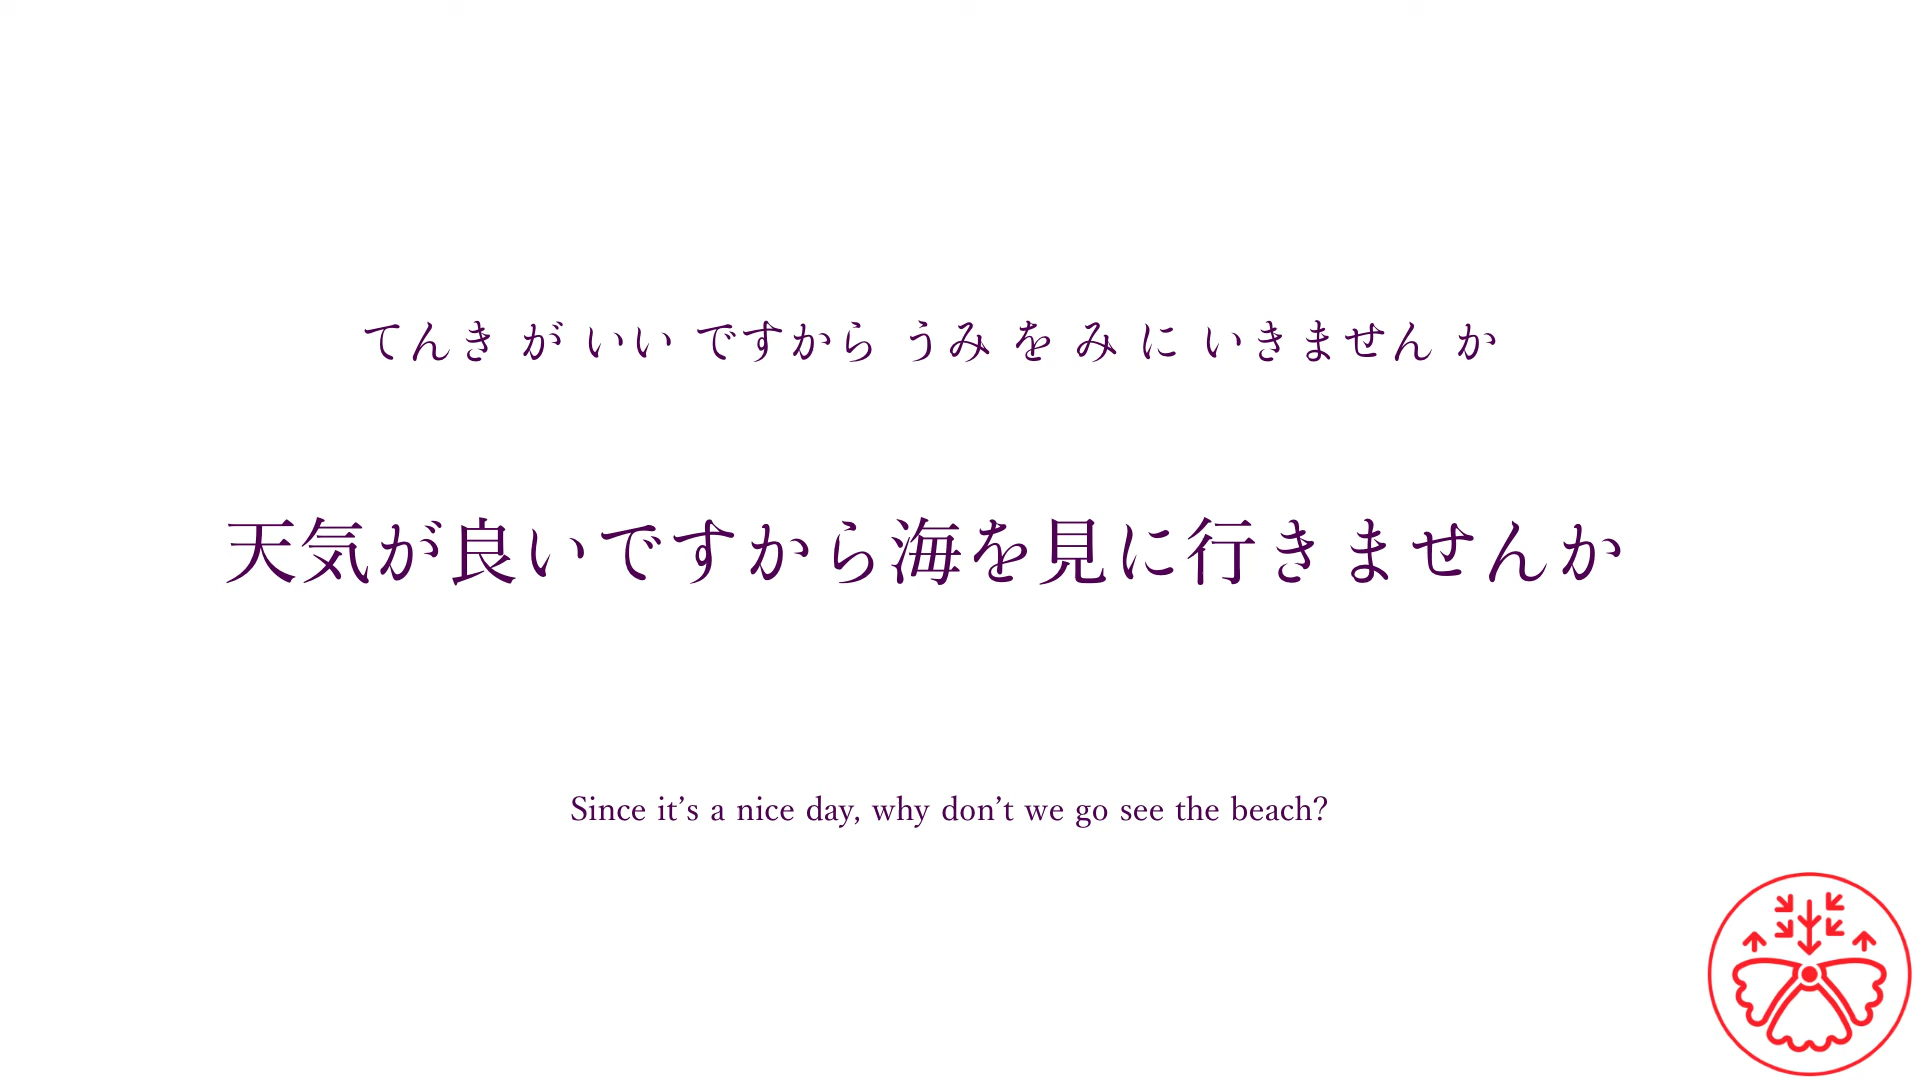 てんき が いい ですから うみ を み に いきません か
天気が良いですから海を見に行きませんか
Since it’s a nice day, why don’t we go see the beach?